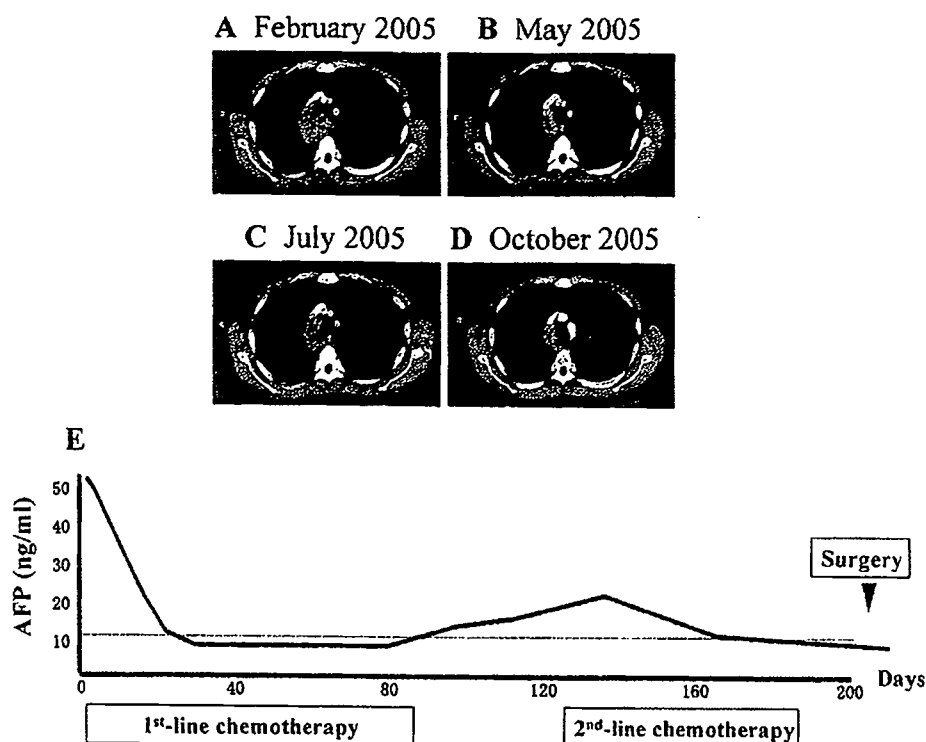 A February 2005
B May 2005
C July 2005
D October 2005
E
AFP (ng/ml)
50
40
30
20
10
Surgery
0
40
80
120
160
200
Days
1st-line chemotherapy
2nd-line chemotherapy